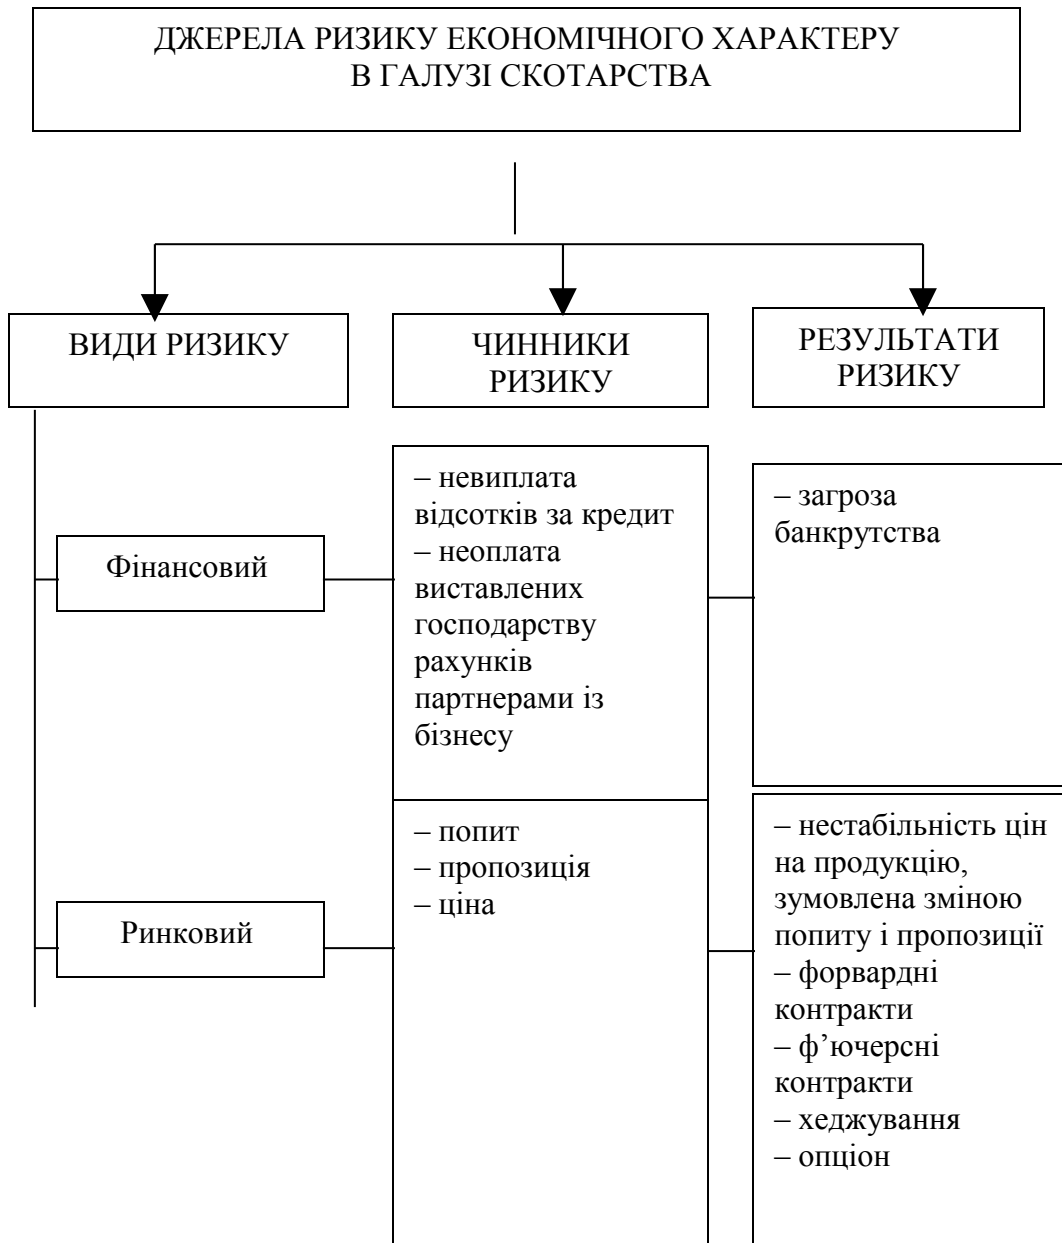 ДЖЕРЕЛА РИЗИКУ ЕКОНОМІЧНОГО ХАРАКТЕРУ
В ГАЛУЗІ СКОТАРСТВА
ВИДИ РИЗИКУ
ЧИННИКИ
РИЗИКУ
РЕЗУЛЬТАТИ
РИЗИКУ
Фінансовий
– невиплата
відсотків за кредит
– неоплата
виставлених
господарству
рахунків
партнерами із
бізнесу
– загроза
банкрутства
Ринковий
– попит
– пропозиція
– ціна
– нестабільність цін
на продукцію,
зумовлена зміною
попиту і пропозиції
– форвардні
контракти
– ф’ючерсні
контракти
– хеджування
– опціон